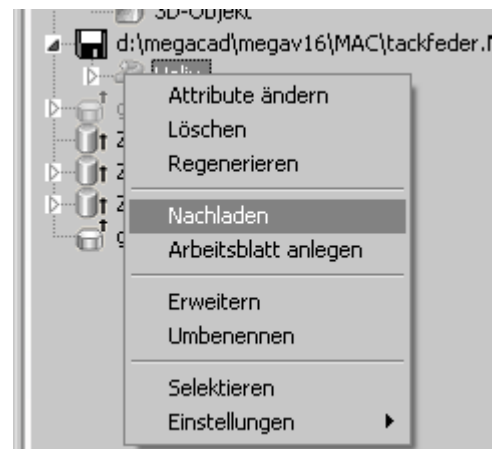 3D-Objekt
d:\megacad\megav16\MAC\tackfeder.
Attribute ändern
Löschen
Regenerieren
Nachladen
Arbeitsblatt anlegen
Erweitern
Umbenennen
Selektieren
Einstellungen